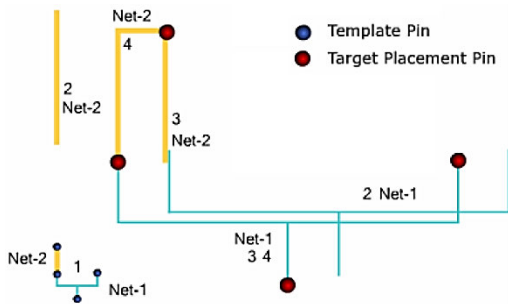 Net-2
4
Template Pin
Target Placement Pin
2
Net-2
3
Net-2
2 Net-1
Net-1
3 4
Net-2
1
Net-1